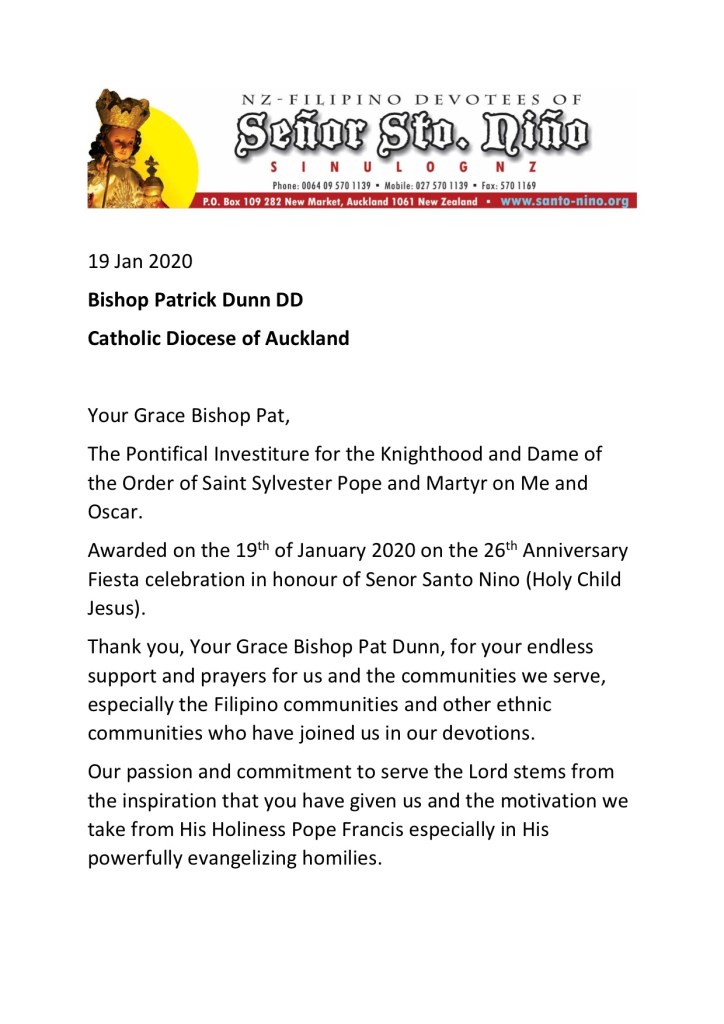 NZ-FILIPINO DEVOTEES OF
Señor Sto. Niño
SINULOGNZ
Phone: 0064 09 570 1139 • Mobile: 027 570 1139 • Fax: 570 1169
P.O. Box 109 282 New Market, Auckland 1061 New Zealand • www.santo-nino.org
19 Jan 2020
Bishop Patrick Dunn DD
Catholic Diocese of Auckland
Your Grace Bishop Pat,
The Pontifical Investiture for the Knighthood and Dame of
the Order of Saint Sylvester Pope and Martyr on Me and
Oscar.
Awarded on the 19th of January 2020 on the 26th Anniversary
Fiesta celebration in honour of Senor Santo Nino (Holy Child
Jesus).
Thank you, Your Grace Bishop Pat Dunn, for your endless
support and prayers for us and the communities we serve,
especially the Filipino communities and other ethnic
communities who have joined us in our devotions.
Our passion and commitment to serve the Lord stems from
the inspiration that you have given us and the motivation we
take from His Holiness Pope Francis especially in His
powerfully evangelizing homilies.